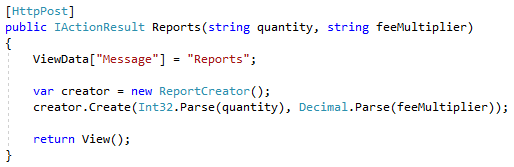 [HttpPost]
public IActionResult Reports(string quantity, string feeMultiplier)
{
    ViewData["Message"] = "Reports";

    var creator = new ReportCreator();
    creator.Create(Int32.Parse(quantity), Decimal.Parse(feeMultiplier));

    return View();
}